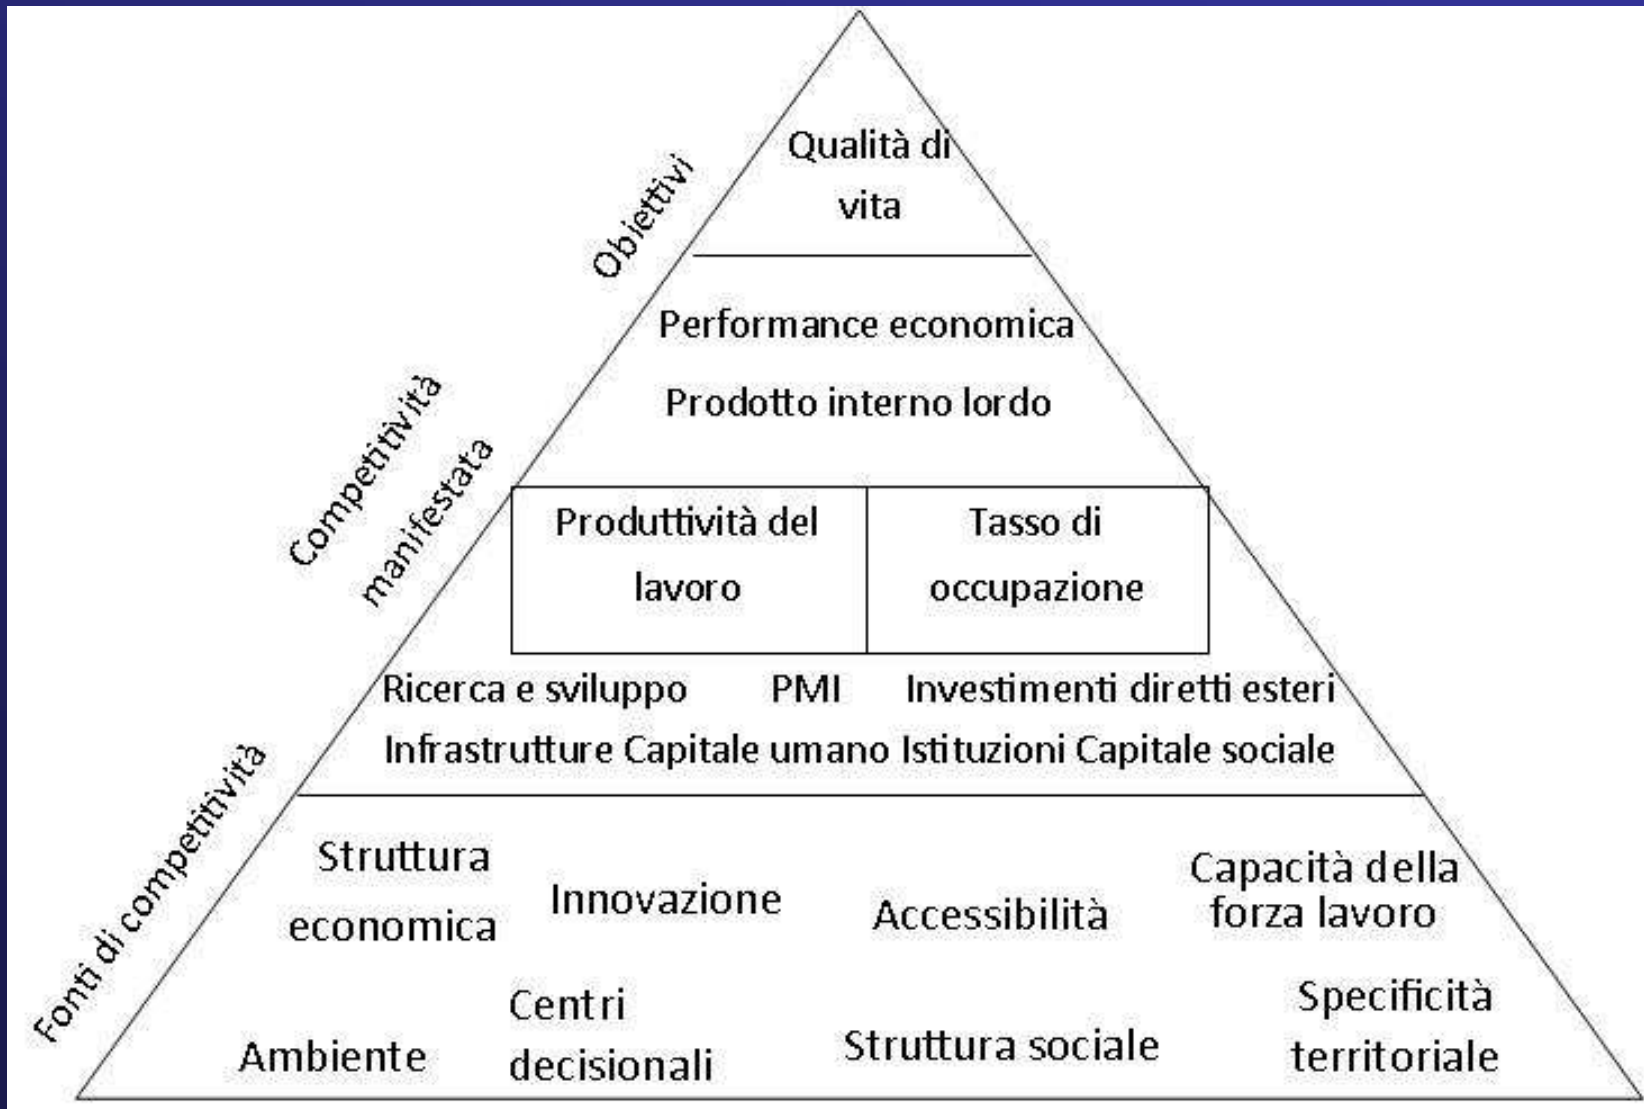 Qualità di
vita
Obiettivi
Performance economica
Prodotto interno lordo
Competitività
manifestata
Produttività del
lavoro
Tasso di
occupazione
Ricerca e sviluppo PMI Investimenti diretti esteri
Infrastrutture Capitale umano Istituzioni Capitale sociale
Fonti di competitività
Struttura
economica
Innovazione
Accessibilità
Capacità della
forza lavoro
Ambiente
Centri
decisionali
Struttura sociale
Specificità
territoriale